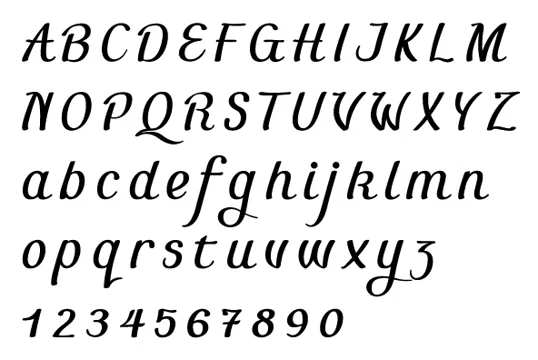 ABCDEFGHIJKLM
NOPQRSTUVWXYZ
abcdefghijklmn
opqrstuvwxyz
1234567890